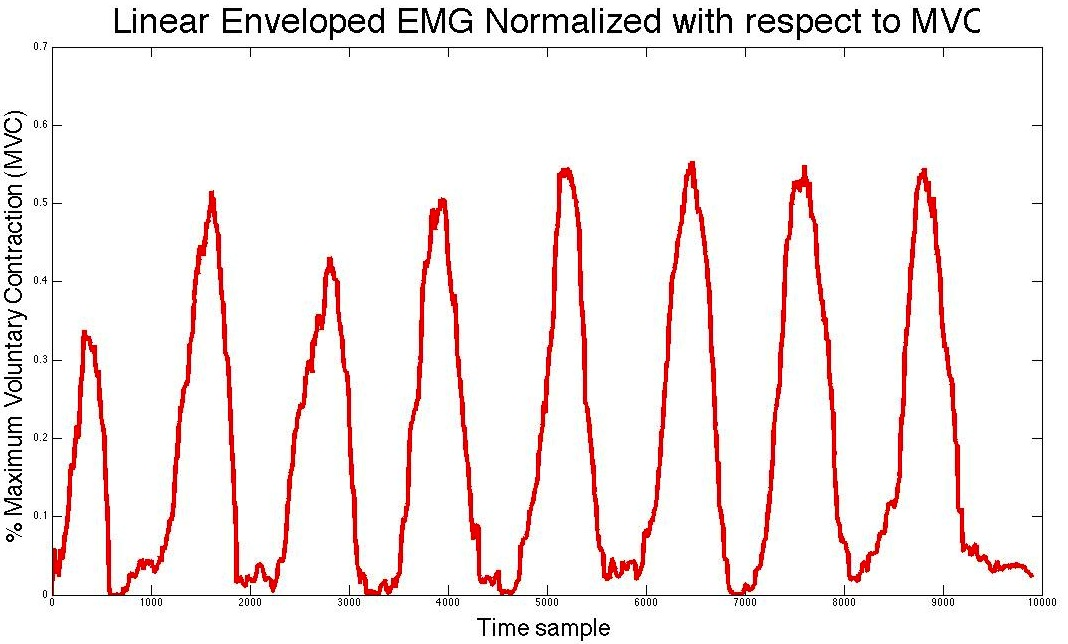 Linear Enveloped EMG Normalized with respect to MVC
% Maximum Voluntary Contraction (MVC)
0.7
0.6
0.5
0.4
0.3
0.2
0.1
0
0 1000 2000 3000 4000 5000 6000 7000 8000 9000 10000
Time sample